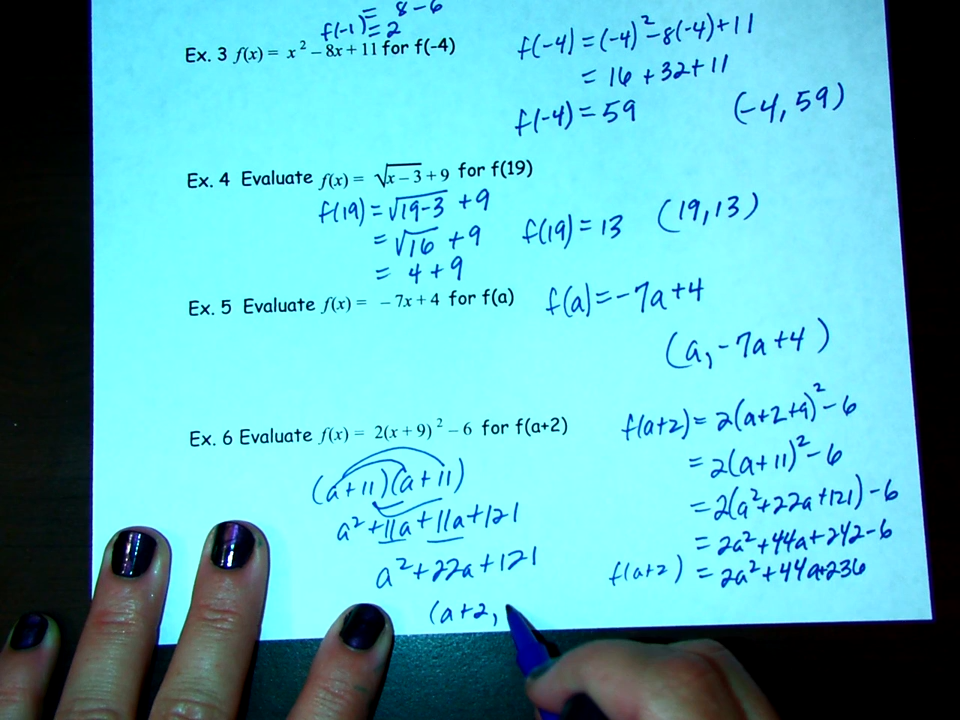 f(-1) = 8 - 6
= 2
Ex. 3 f(x) = x² – 8x + 11 for f(-4)
f(-4) = (-4)² - 8(-4) + 11
= 16 + 32 + 11
f(-4) = 59 (-4, 59)
Ex. 4 Evaluate f(x) = √(x – 3) + 9 for f(19)
f(19) = √(19-3) + 9
= √16 + 9
= 4 + 9
f(19) = 13 (19, 13)
Ex. 5 Evaluate f(x) = – 7x + 4 for f(a)
f(a) = -7a + 4
(a, -7a + 4)
Ex. 6 Evaluate f(x) = 2(x + 9)² – 6 for f(a+2)
(a+11)(a+11)
a² + 11a + 11a + 121
a² + 22a + 121
(a+2,
f(a+2) = 2(a+2+9)² - 6
= 2(a+11)² - 6
= 2(a² + 22a + 121) - 6
= 2a² + 44a + 242 - 6
f(a+2) = 2a² + 44a + 236